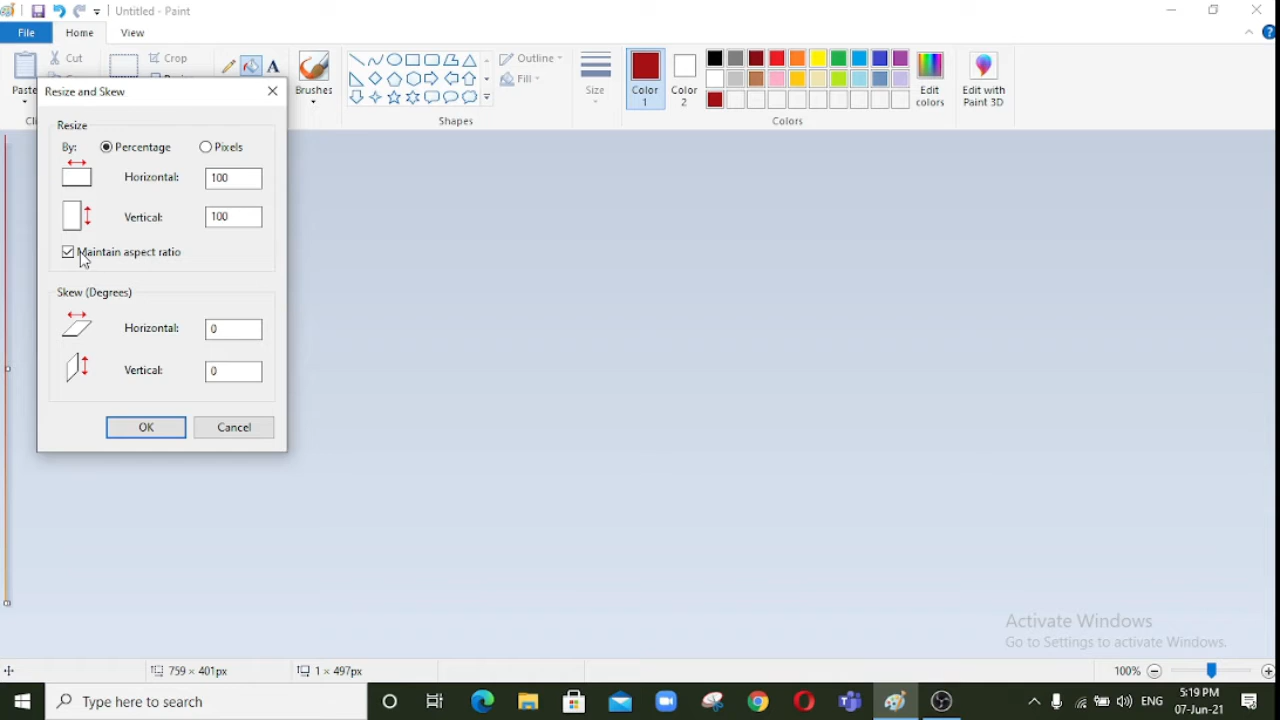 Untitled - Paint
File Home View
Paste
Cut
Crop
Brushes
Shapes
Outline
Fill
Size
Color 1
Color 2
Colors
Edit colors
Edit with Paint 3D
Resize and Skew
Resize
By: Percentage Pixels
Horizontal: 100
Vertical: 100
Maintain aspect ratio
Skew (Degrees)
Horizontal: 0
Vertical: 0
OK Cancel
Activate Windows
Go to Settings to activate Windows.
759 × 401px 1 × 497px 100%
Type here to search
ENG
5:19 PM
07-Jun-21